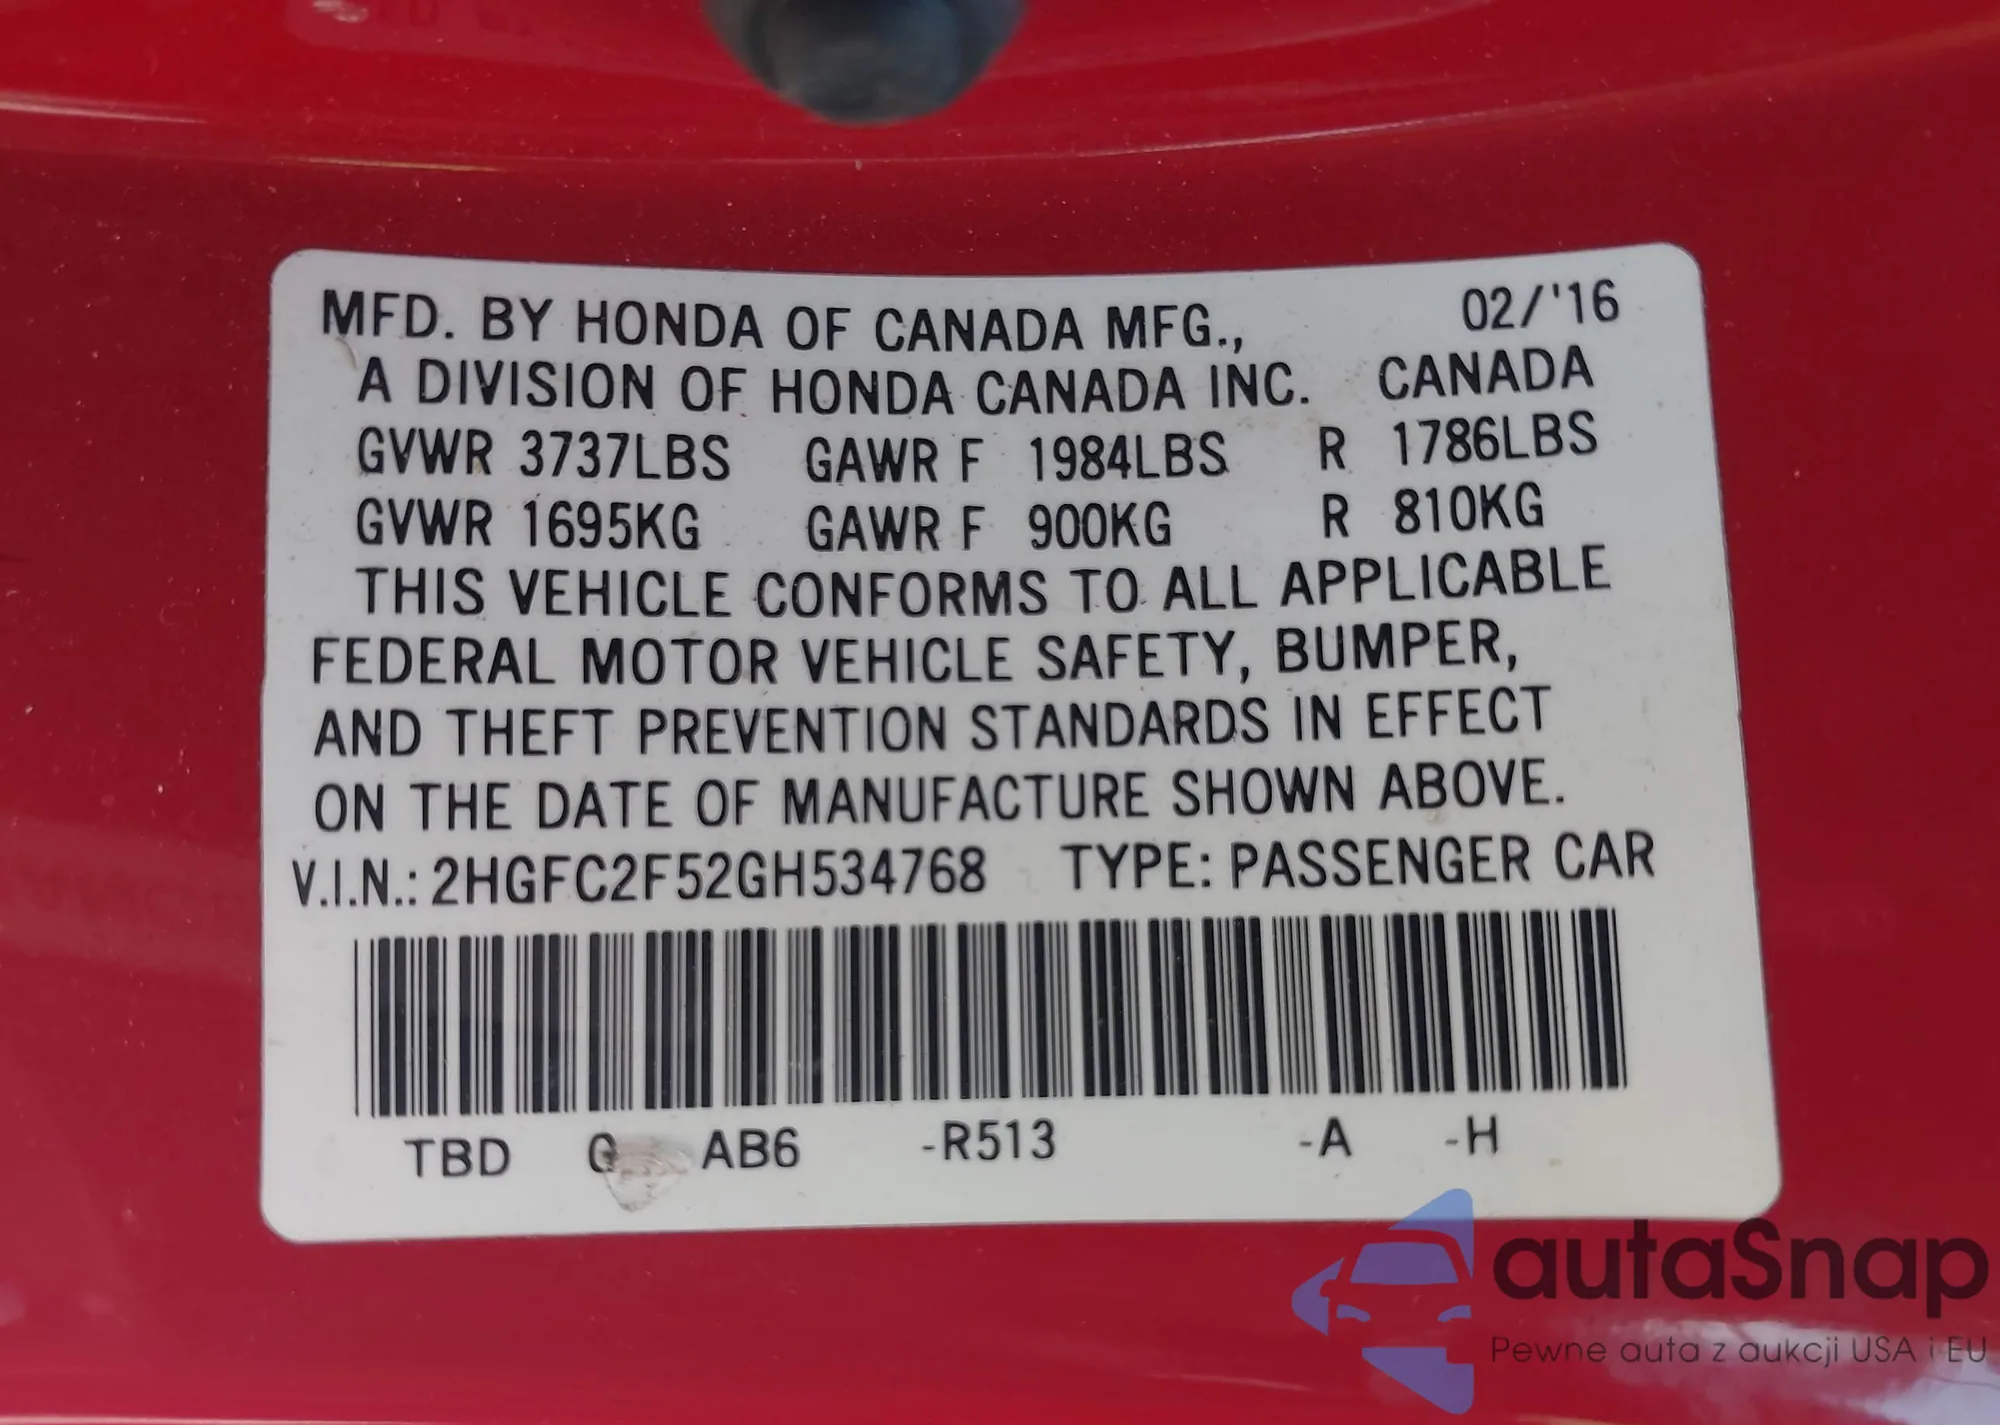 MFD. BY HONDA OF CANADA MFG., 02/'16
A DIVISION OF HONDA CANADA INC. CANADA
GVWR 3737LBS GAWR F 1984LBS R 1786LBS
GVWR 1695KG GAWR F 900KG R 810KG
THIS VEHICLE CONFORMS TO ALL APPLICABLE
FEDERAL MOTOR VEHICLE SAFETY, BUMPER,
AND THEFT PREVENTION STANDARDS IN EFFECT
ON THE DATE OF MANUFACTURE SHOWN ABOVE.
V.I.N.: 2HGFC2F52GH534768 TYPE: PASSENGER CAR
TBD G AB6 -R513 -A -H
autaSnap
Pewne auta z aukcji USA i EU